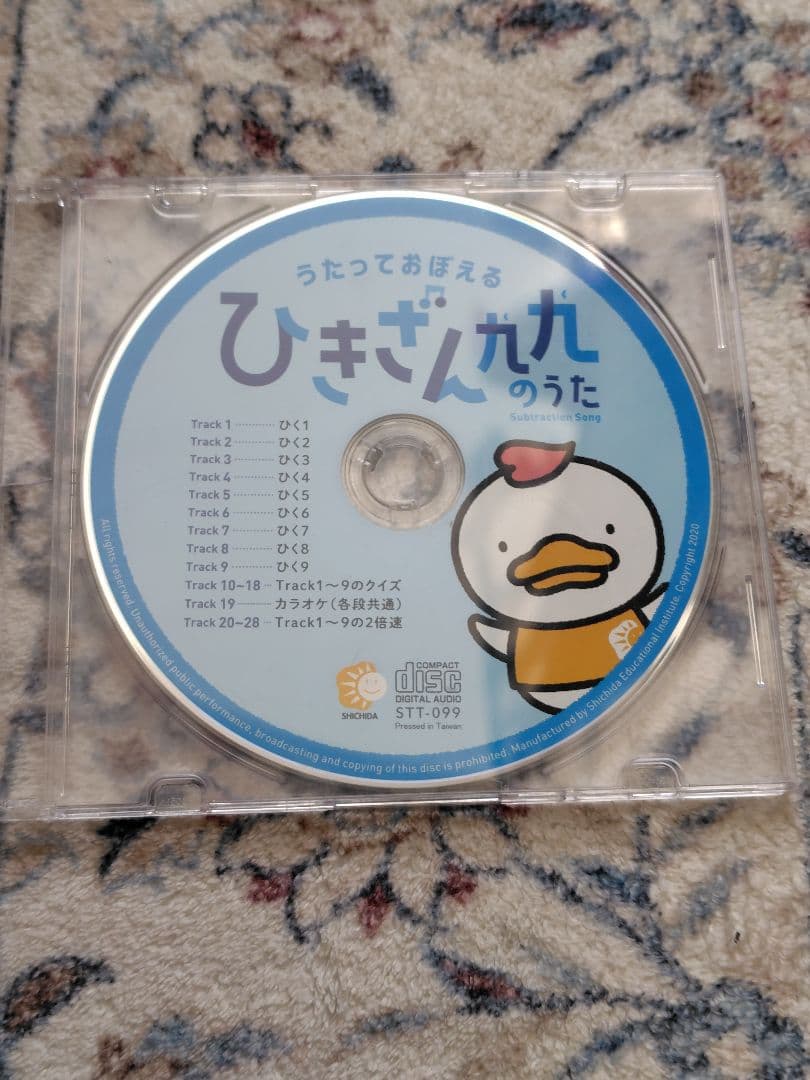 うたっておぼえる
ひきざん九九
のうた
Subtraction Song
Track 1 ············ ひく1
Track 2 ············ ひく2
Track 3 ············ ひく3
Track 4 ············ ひく4
Track 5 ············ ひく5
Track 6 ············ ひく6
Track 7 ············ ひく7
Track 8 ············ ひく8
Track 9 ············ ひく9
Track 10~18 ·· Track1〜9のクイズ
Track 19 ·········· カラオケ(各段共通)
Track 20~28 ·· Track1〜9の2倍速
SHICHIDA
COMPACT
disc
DIGITAL AUDIO
STT-099
Pressed in Taiwan.
All rights reserved. Unauthorized public performance, broadcasting and copying of this disc is prohibited. Manufactured by Shichida Educational Institute. Copyright 2020